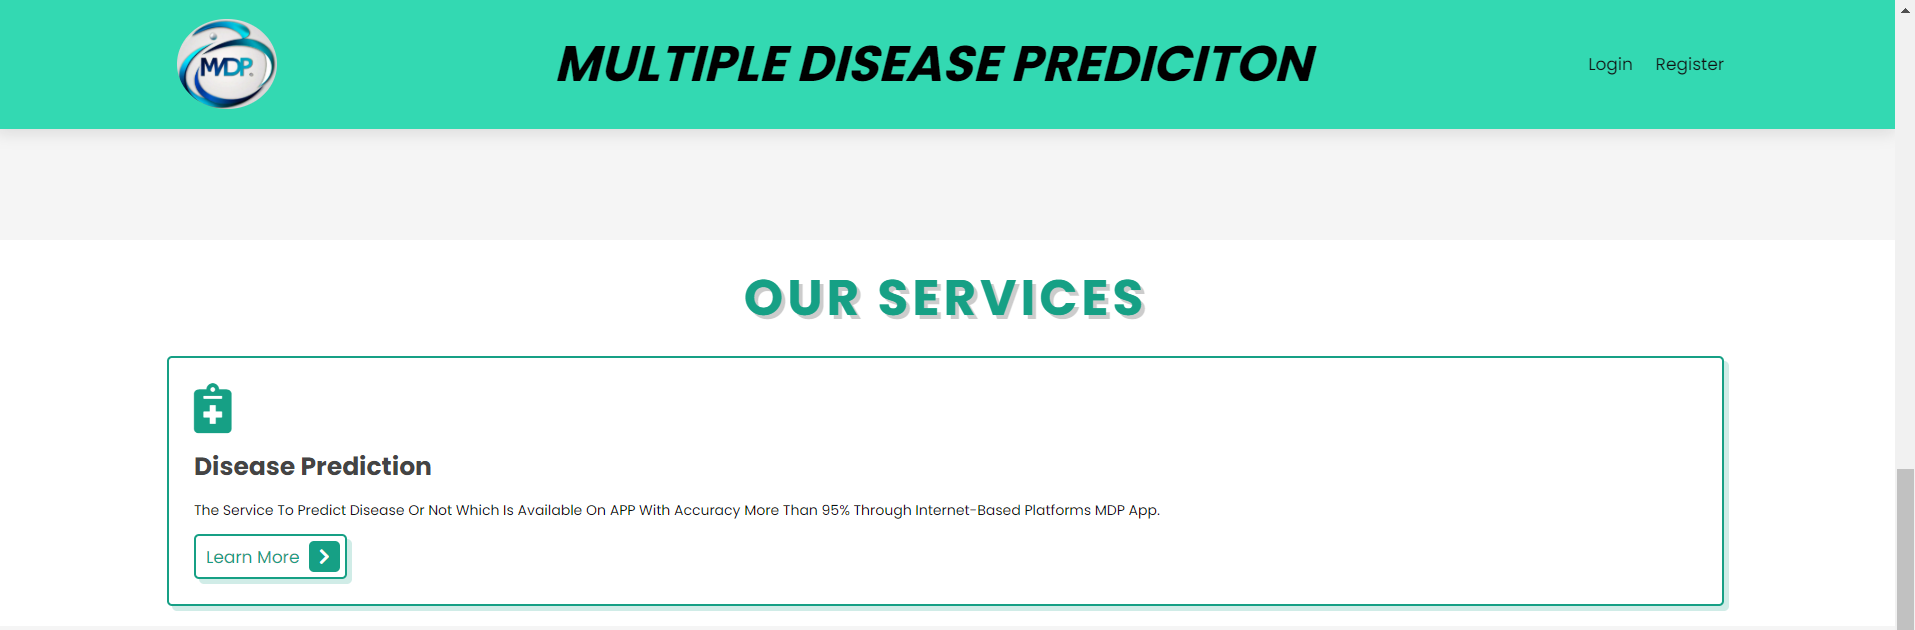 MDP
MULTIPLE DISEASE PREDICITON
Login Register
OUR SERVICES
Disease Prediction
The Service To Predict Disease Or Not Which Is Available On APP With Accuracy More Than 95% Through Internet-Based Platforms MDP App.
Learn More